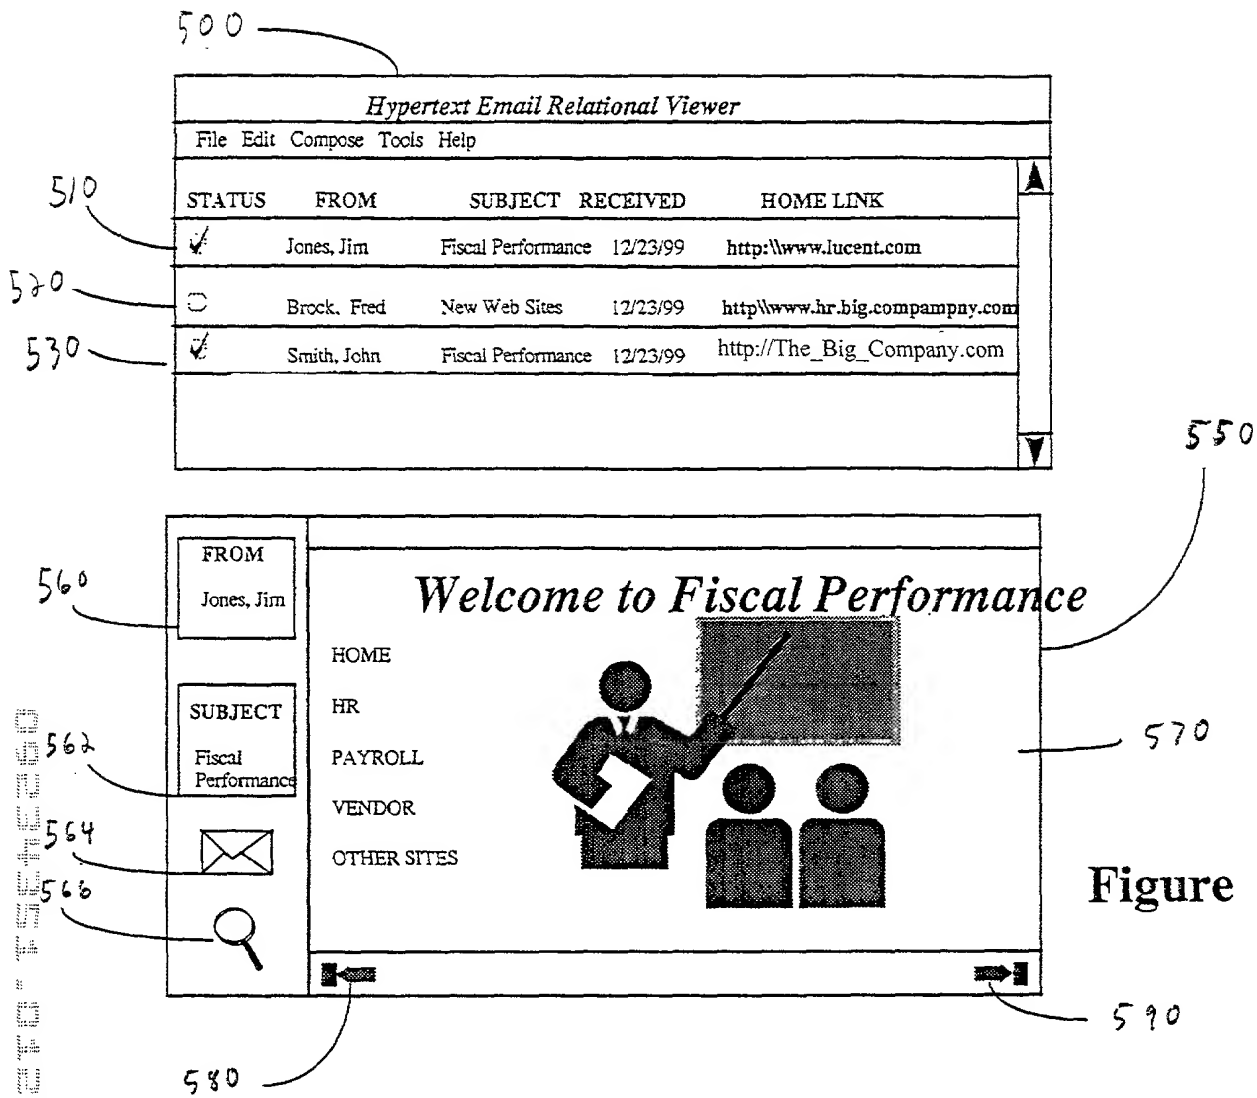 500
Hypertext Email Relational Viewer
File Edit Compose Tools Help
510
STATUS FROM SUBJECT RECEIVED HOME LINK
Jones, Jim Fiscal Performance 12/23/99 http:\\www.lucent.com
520
Brock, Fred New Web Sites 12/23/99 http\\www.hr.big.compampny.com
530
Smith, John Fiscal Performance 12/23/99 http://The_Big_Company.com
550
FROM
560
Jones, Jim
Welcome to Fiscal Performance
HOME
SUBJECT
HR
562
570
Fiscal
Performance
PAYROLL
VENDOR
564
OTHER SITES
566
Figure
590
580